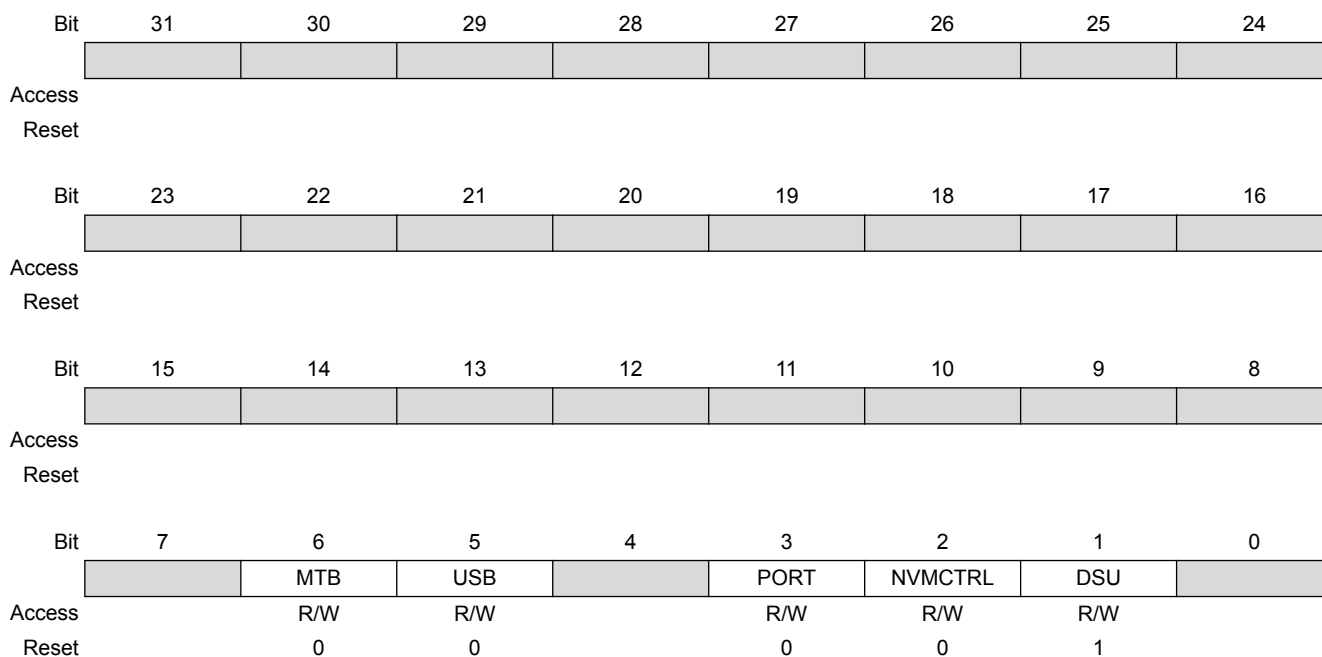 Bit 31 30 29 28 27 26 25 24
Access
Reset
Bit 23 22 21 20 19 18 17 16
Access
Reset
Bit 15 14 13 12 11 10 9 8
Access
Reset
Bit 7 6 5 4 3 2 1 0
MTB USB PORT NVMCTRL DSU
Access R/W R/W R/W R/W R/W
Reset 0 0 0 0 1